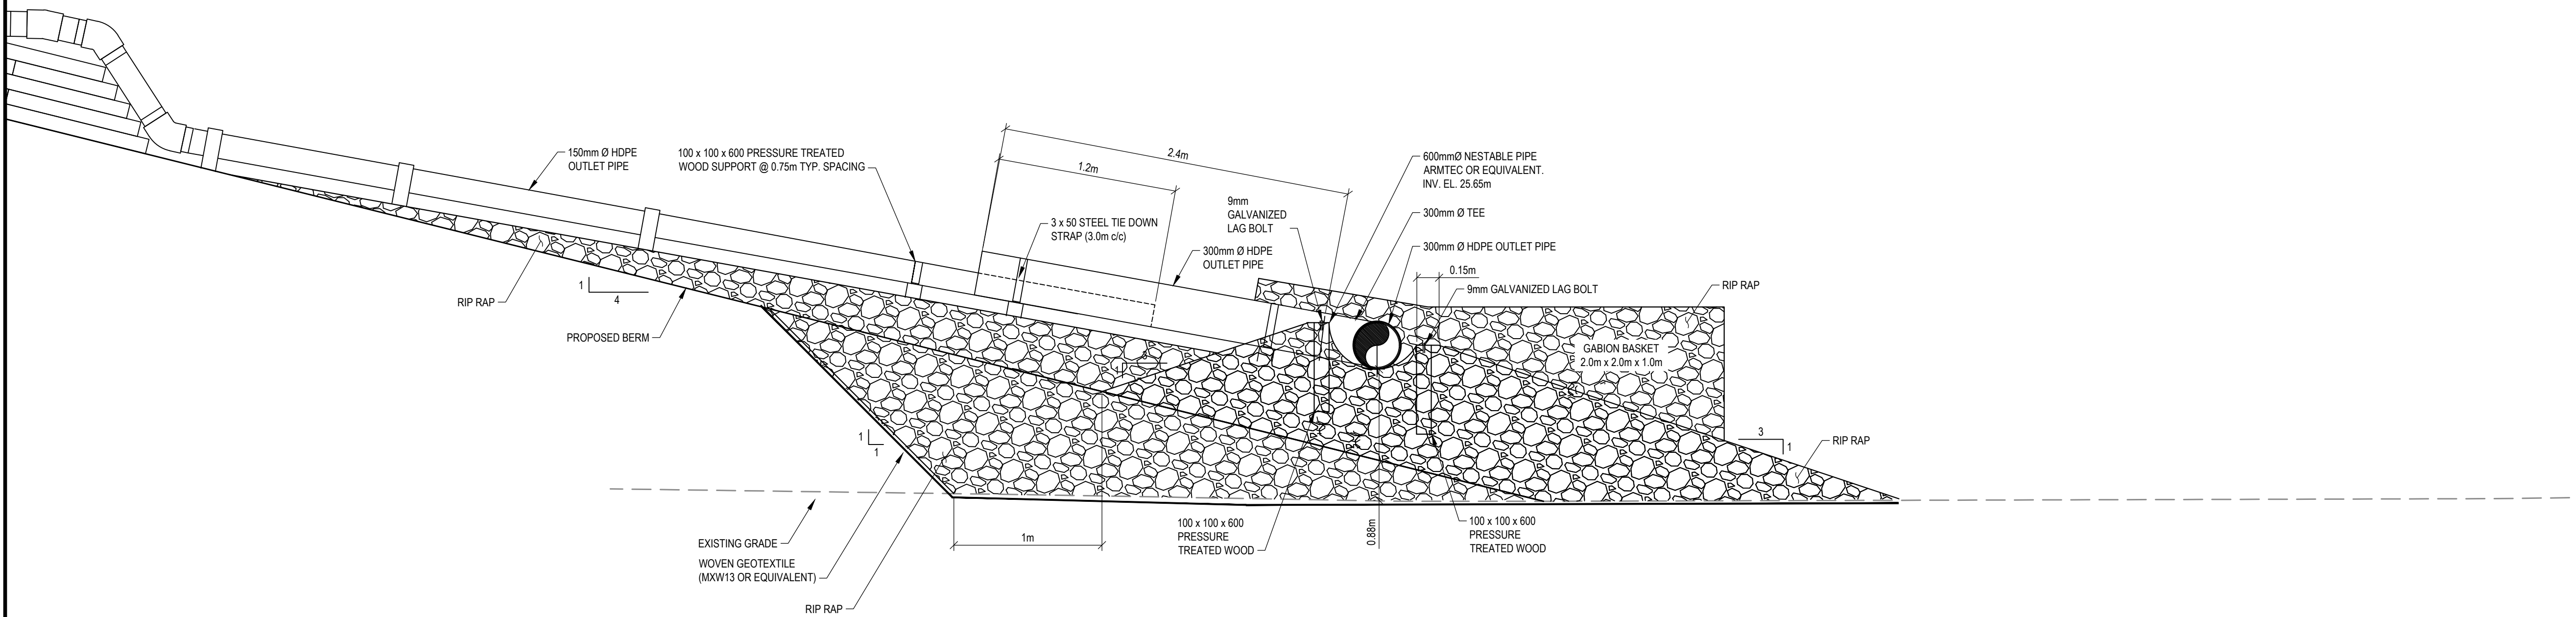 150mm Ø HDPE
OUTLET PIPE
100 x 100 x 600 PRESSURE TREATED
WOOD SUPPORT @ 0.75m TYP. SPACING
2.4m
1.2m
3 x 50 STEEL TIE DOWN
STRAP (3.0m c/c)
300mm Ø HDPE
OUTLET PIPE
9mm
GALVANIZED
LAG BOLT
600mmØ NESTABLE PIPE
ARMTEC OR EQUIVALENT.
INV. EL. 25.65m
300mm Ø TEE
300mm Ø HDPE OUTLET PIPE
0.15m
9mm GALVANIZED LAG BOLT
RIP RAP
GABION BASKET
2.0m x 2.0m x 1.0m
RIP RAP
1
4
PROPOSED BERM
3
1
1
1
3
1
RIP RAP
100 x 100 x 600
PRESSURE
TREATED WOOD
0.88m
100 x 100 x 600
PRESSURE
TREATED WOOD
1m
EXISTING GRADE
WOVEN GEOTEXTILE
(MXW13 OR EQUIVALENT)
RIP RAP